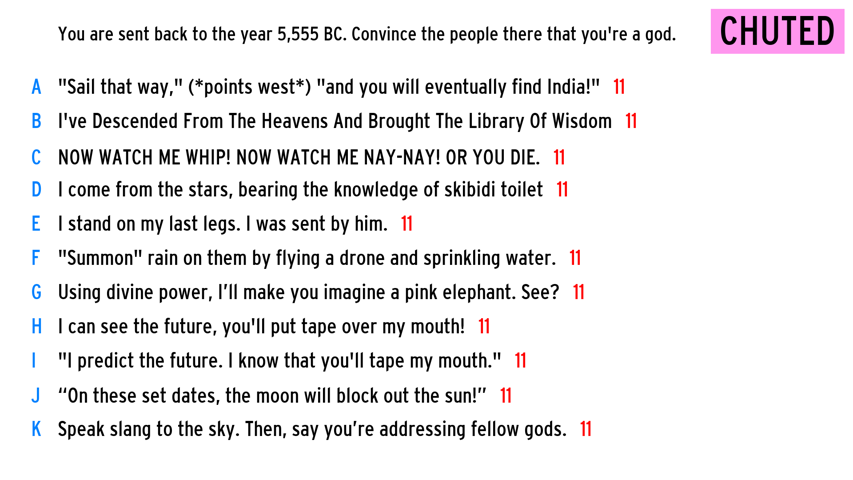 You are sent back to the year 5,555 BC. Convince the people there that you're a god.
CHUTED
A "Sail that way," (*points west*) "and you will eventually find India!" 11
B I've Descended From The Heavens And Brought The Library Of Wisdom 11
C NOW WATCH ME WHIP! NOW WATCH ME NAY-NAY! OR YOU DIE. 11
D I come from the stars, bearing the knowledge of skibidi toilet 11
E I stand on my last legs. I was sent by him. 11
F "Summon" rain on them by flying a drone and sprinkling water. 11
G Using divine power, I’ll make you imagine a pink elephant. See? 11
H I can see the future, you'll put tape over my mouth! 11
I "I predict the future. I know that you'll tape my mouth." 11
J “On these set dates, the moon will block out the sun!” 11
K Speak slang to the sky. Then, say you’re addressing fellow gods. 11